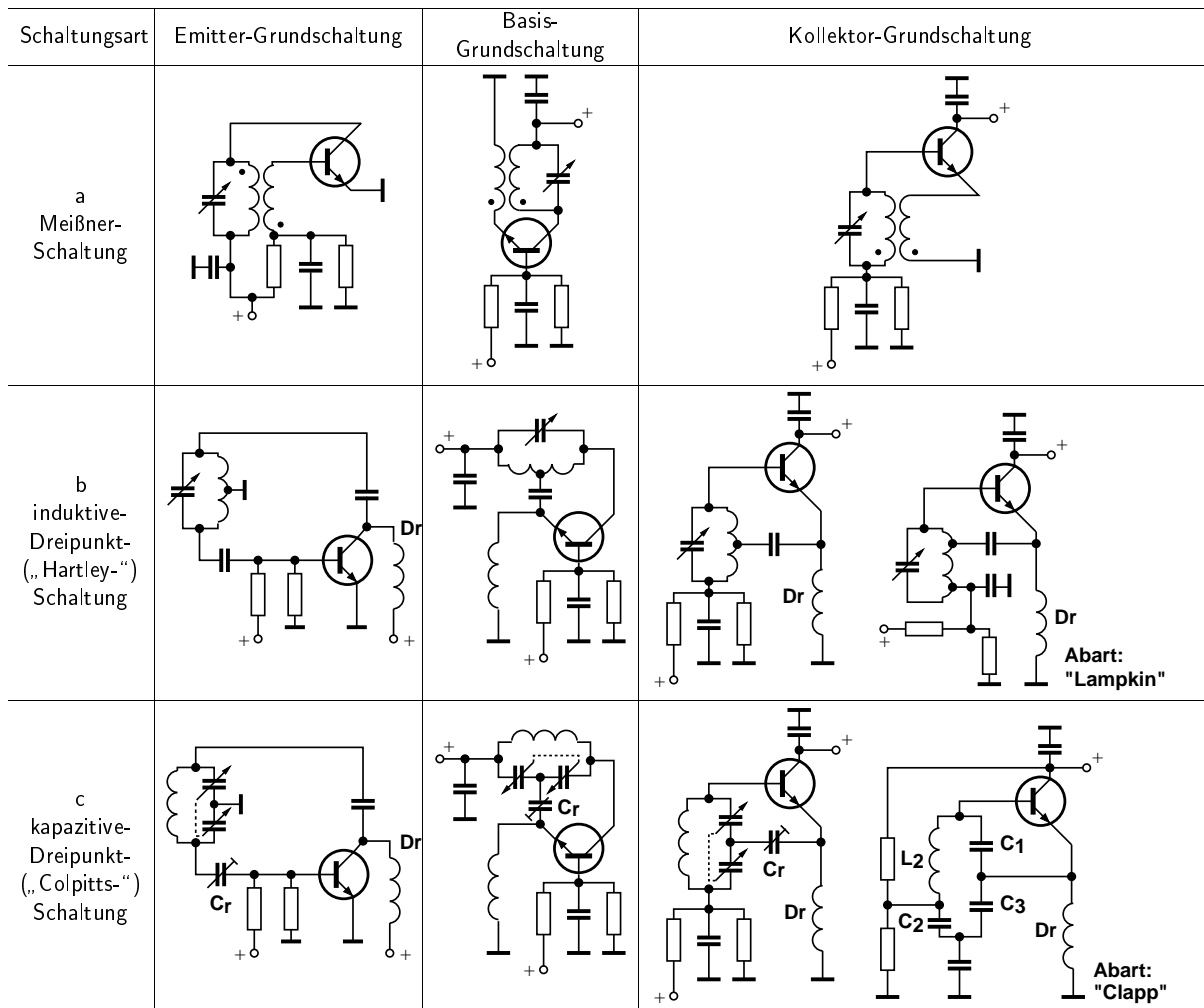 Schaltungsart
Emitter-Grundschaltung
Basis-
Grundschaltung
Kollektor-Grundschaltung
a
Meißner-
Schaltung
+
+
+
+
+
b
induktive-
Dreipunkt-
(„Hartley-“)
Schaltung
Dr
+
+
+
+
Dr
+
+
+
Dr
+
Abart:
"Lampkin"
c
kapazitive-
Dreipunkt-
(„Colpitts-“)
Schaltung
Cr
Dr
+
+
+
Cr
+
Cr
Dr
+
+
L2
C1
C2
C3
Dr
+
Abart:
"Clapp"